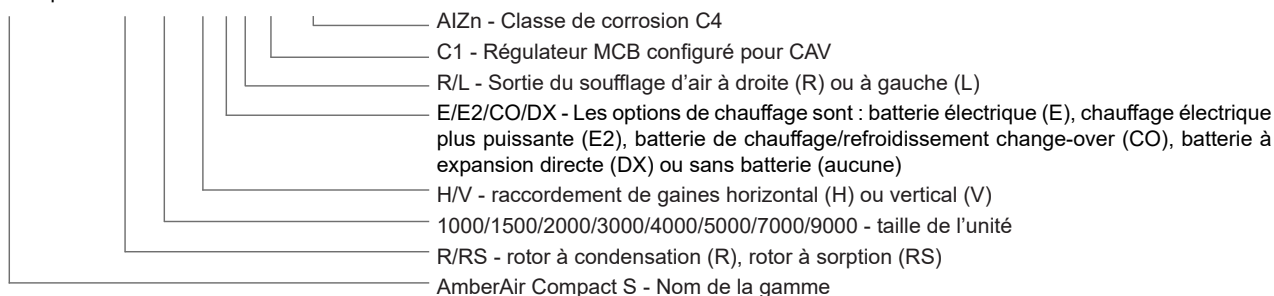 AIZn - Classe de corrosion C4
C1 - Régulateur MCB configuré pour CAV
R/L - Sortie du soufflage d'air à droite (R) ou à gauche (L)
E/E2/CO/DX - Les options de chauffage sont : batterie électrique (E), chauffage électrique
plus puissante (E2), batterie de chauffage/refroidissement change-over (CO), batterie à
expansion directe (DX) ou sans batterie (aucune)
H/V - raccordement de gaines horizontal (H) ou vertical (V)
1000/1500/2000/3000/4000/5000/7000/9000 - taille de l'unité
R/RS - rotor à condensation (R), rotor à sorption (RS)
AmberAir Compact S - Nom de la gamme